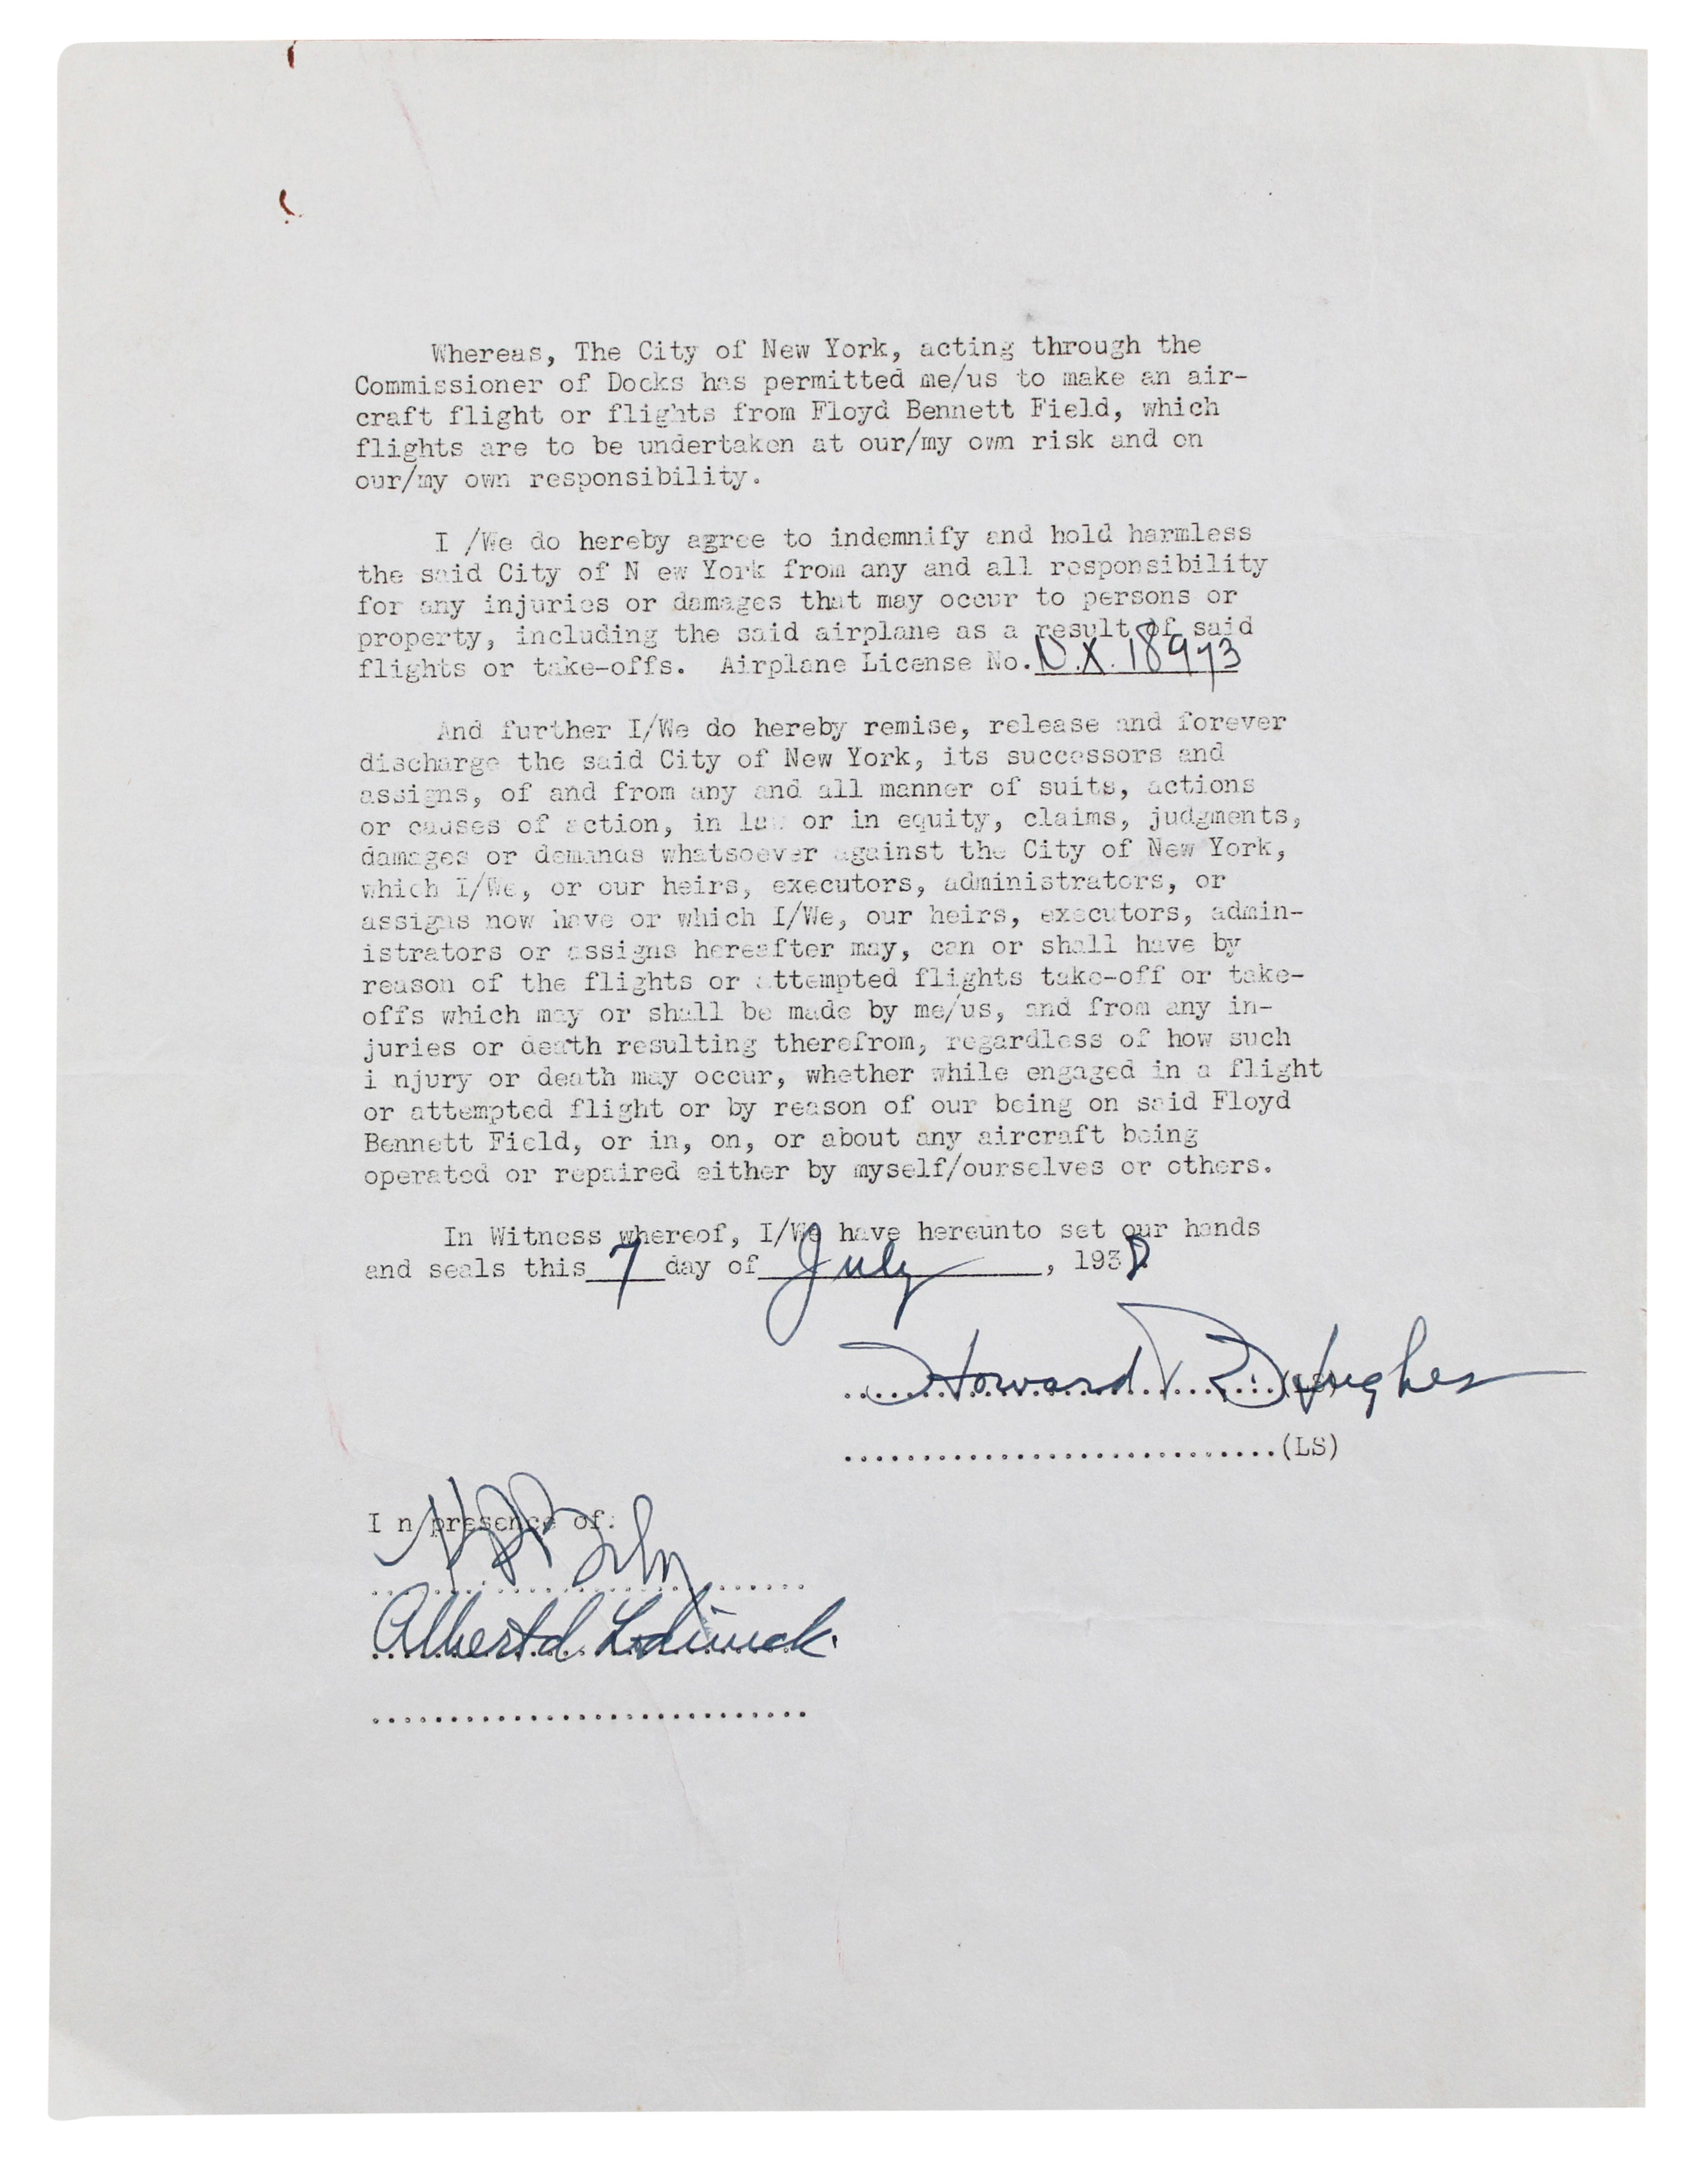 Whereas, The City of New York, acting through the
Commissioner of Docks has permitted me/us to make an air-
craft flight or flights from Floyd Bennett Field, which
flights are to be undertaken at our/my own risk and on
our/my own responsibility.
I /We do hereby agree to indemnify and hold harmless
the said City of N ew York from any and all responsibility
for any injuries or damages that may occur to persons or
property, including the said airplane as a result of said
flights or take-offs. Airplane License No. N.X. 18973
And further I/We do hereby remise, release and forever
discharge the said City of New York, its successors and
assigns, of and from any and all manner of suits, actions
or causes of action, in law or in equity, claims, judgments,
damages or demands whatsoever against the City of New York,
which I/We, or our heirs, executors, administrators, or
assigns now have or which I/We, our heirs, executors, admin-
istrators or assigns hereafter may, can or shall have by
reason of the flights or attempted flights take-off or take-
offs which may or shall be made by me/us, and from any in-
juries or death resulting therefrom, regardless of how such
i njury or death may occur, whether while engaged in a flight
or attempted flight or by reason of our being on said Floyd
Bennett Field, or in, on, or about any aircraft being
operated or repaired either by myself/ourselves or others.
In Witness whereof, I/We have hereunto set our hands
and seals this 7 day of July, 1938
Howard R. Hughes
(LS)
I n presence of:
Albert